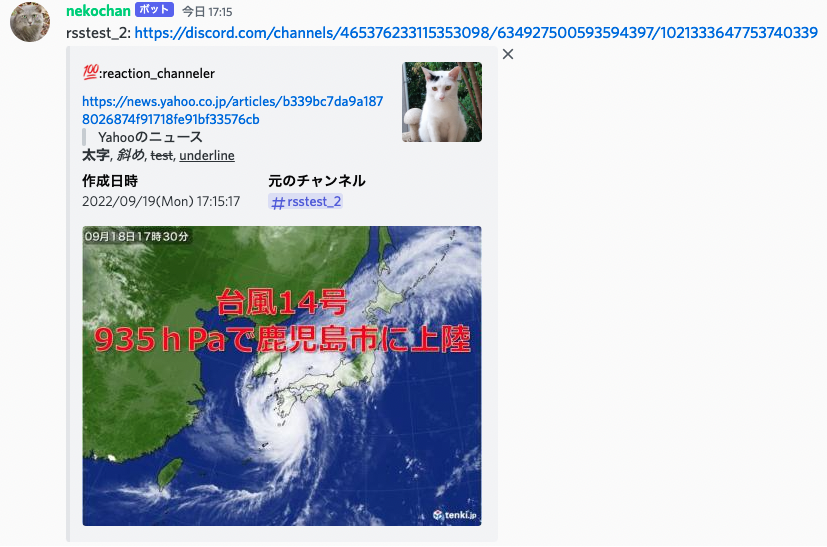 nekochan ボット 今日 17:15
rsstest_2: https://discord.com/channels/465376233115353098/634927500593594397/1021333647753740339
💯:reaction_channeler
https://news.yahoo.co.jp/articles/b339bc7da9a187
8026874f91718fe91bf33576cb
Yahooのニュース
太字, 斜め, test, underline
作成日時 元のチャンネル
2022/09/19(Mon) 17:15:17 #rsstest_2
09月18日17時30分
台風14号
935hPaで鹿児島市に上陸
tenki.jp